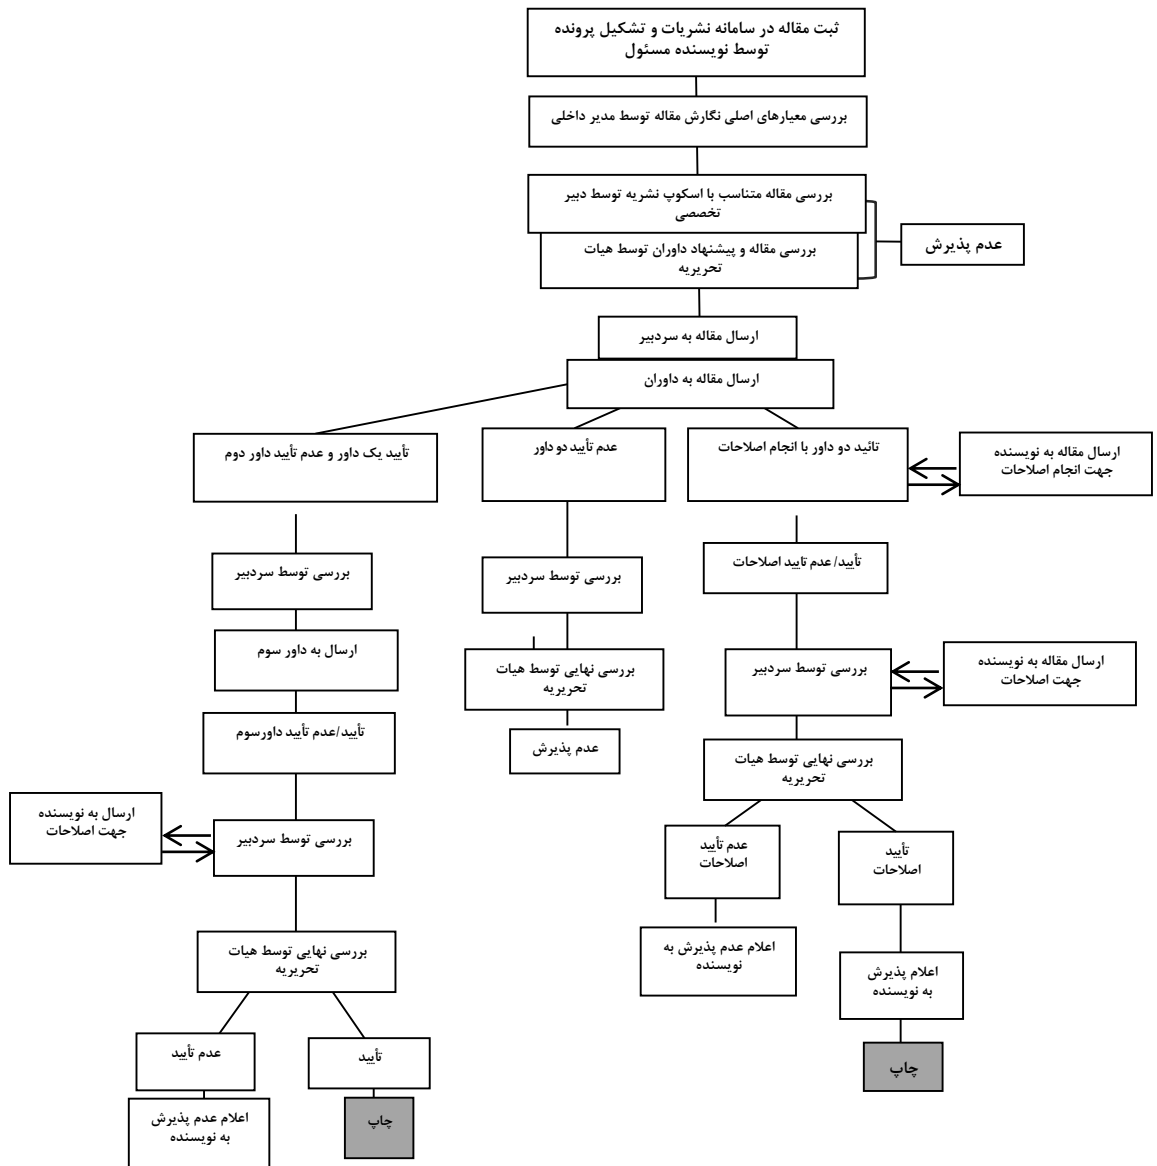 ثبت مقاله در سامانه نشریات و تشکیل پرونده
توسط نویسنده مسئول
بررسی معیارهای اصلی نگارش مقاله توسط مدیر داخلی
بررسی مقاله متناسب با اسکوپ نشریه توسط دبیر
تخصصی
بررسی مقاله و پیشنهاد داوران توسط هیات
تحریریه
عدم پذیرش
ارسال مقاله به سردبیر
ارسال مقاله به داوران
تائید دو داور با انجام اصلاحات
ارسال مقاله به نویسنده
جهت انجام اصلاحات
تأیید/عدم تایید اصلاحات
بررسی توسط سردبیر
ارسال مقاله به نویسنده
جهت اصلاحات
بررسی نهایی توسط هیات
تحریریه
تأیید
اصلاحات
اعلام پذیرش
به نویسنده
چاپ
عدم تأیید
اصلاحات
اعلام عدم پذیرش به
نویسنده
عدم تأیید دو داور
بررسی توسط سردبیر
بررسی نهایی توسط هیات
تحریریه
عدم پذیرش
تأیید یک داور و عدم تأیید داور دوم
بررسی توسط سردبیر
ارسال به داور سوم
تأیید/عدم تأیید داورسوم
بررسی توسط سردبیر
ارسال به نویسنده
جهت اصلاحات
بررسی نهایی توسط هیات
تحریریه
تأیید
چاپ
عدم تأیید
اعلام عدم پذیرش
به نویسنده